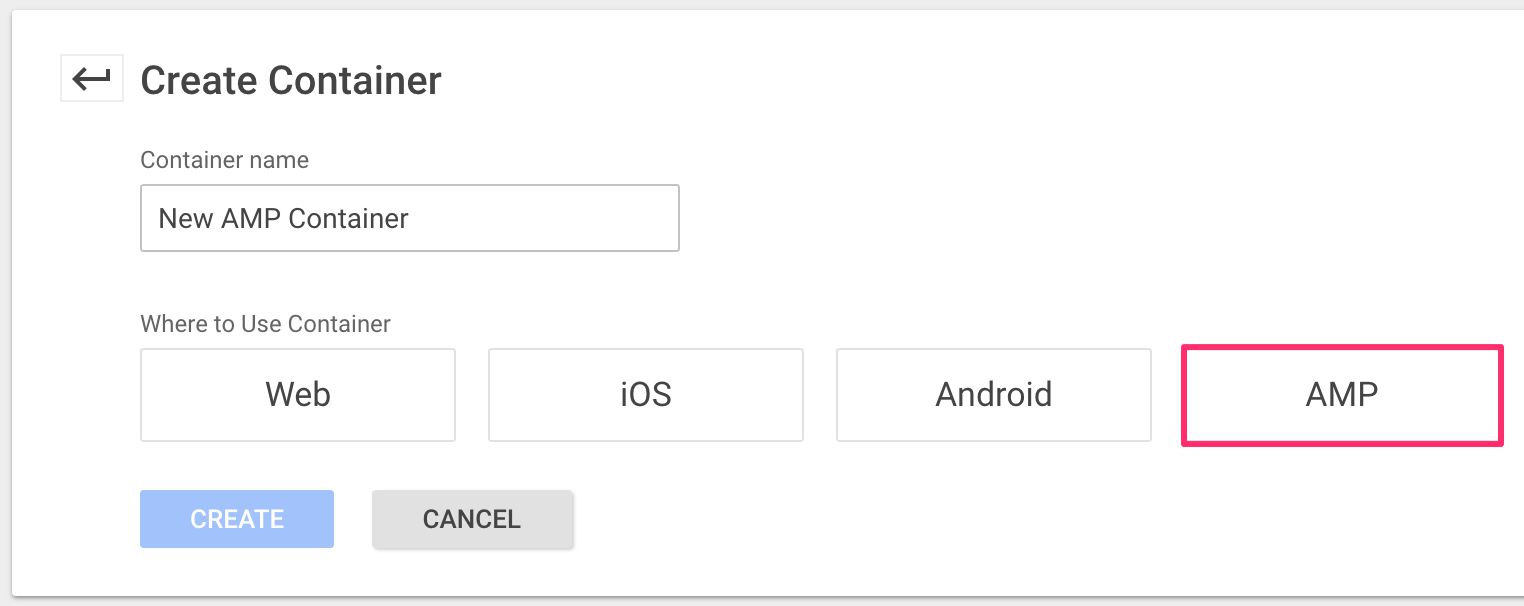 Create Container
Container name
New AMP Container
Where to Use Container
Web iOS Android AMP
CREATE CANCEL